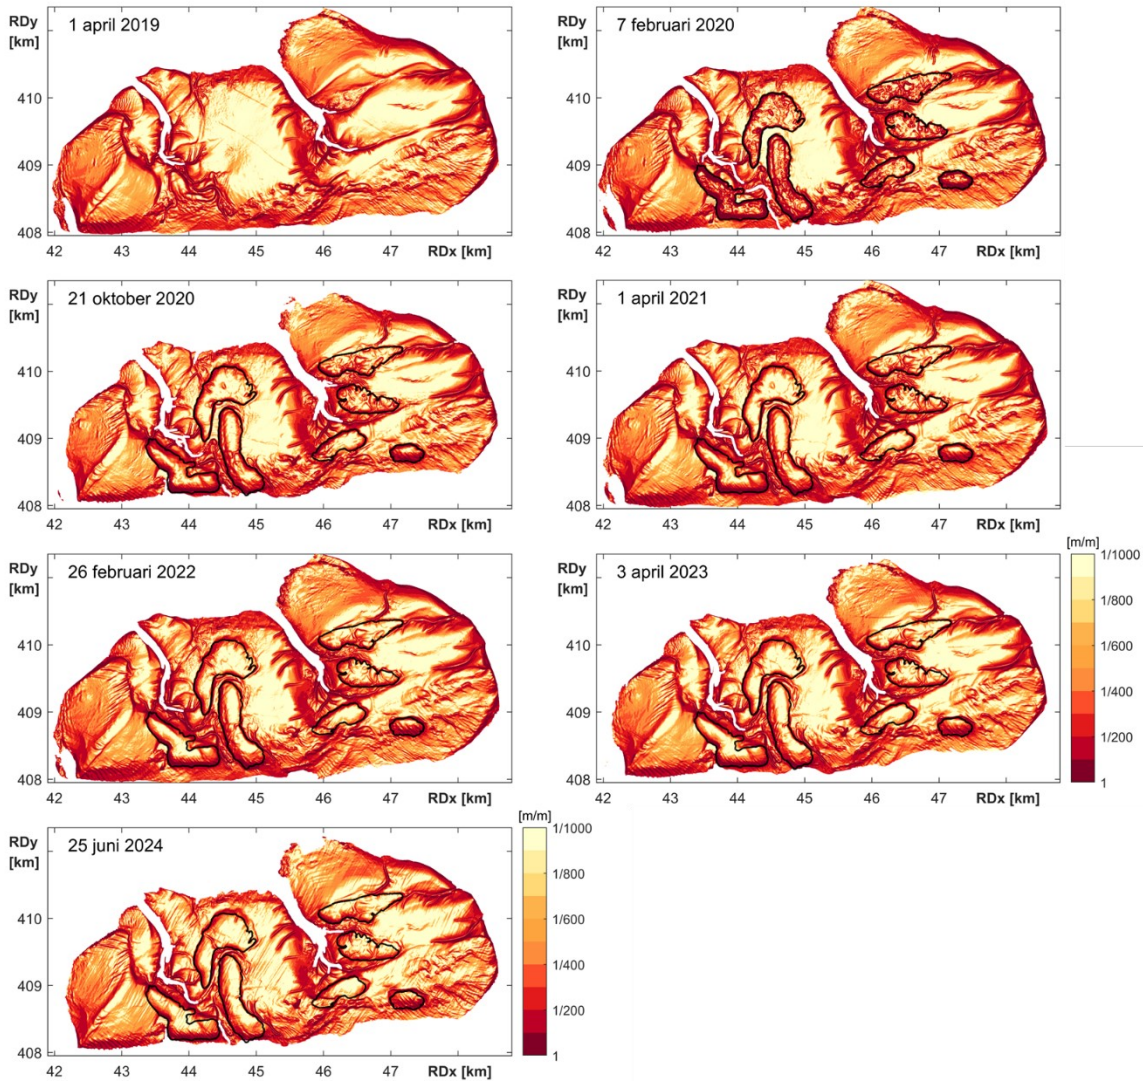 RDy
[km]
1 april 2019
410
409
408
42 43 44 45 46 47 RDx [km]
RDy
[km]
7 februari 2020
410
409
408
42 43 44 45 46 47 RDx [km]
RDy
[km]
21 oktober 2020
410
409
408
42 43 44 45 46 47 RDx [km]
RDy
[km]
1 april 2021
410
409
408
42 43 44 45 46 47 RDx [km]
RDy
[km]
26 februari 2022
410
409
408
42 43 44 45 46 47 RDx [km]
RDy
[km]
3 april 2023
410
409
408
42 43 44 45 46 47 RDx [km]
[m/m]
1/1000
1/800
1/600
1/400
1/200
1
RDy
[km]
25 juni 2024
410
409
408
42 43 44 45 46 47 RDx [km]
[m/m]
1/1000
1/800
1/600
1/400
1/200
1